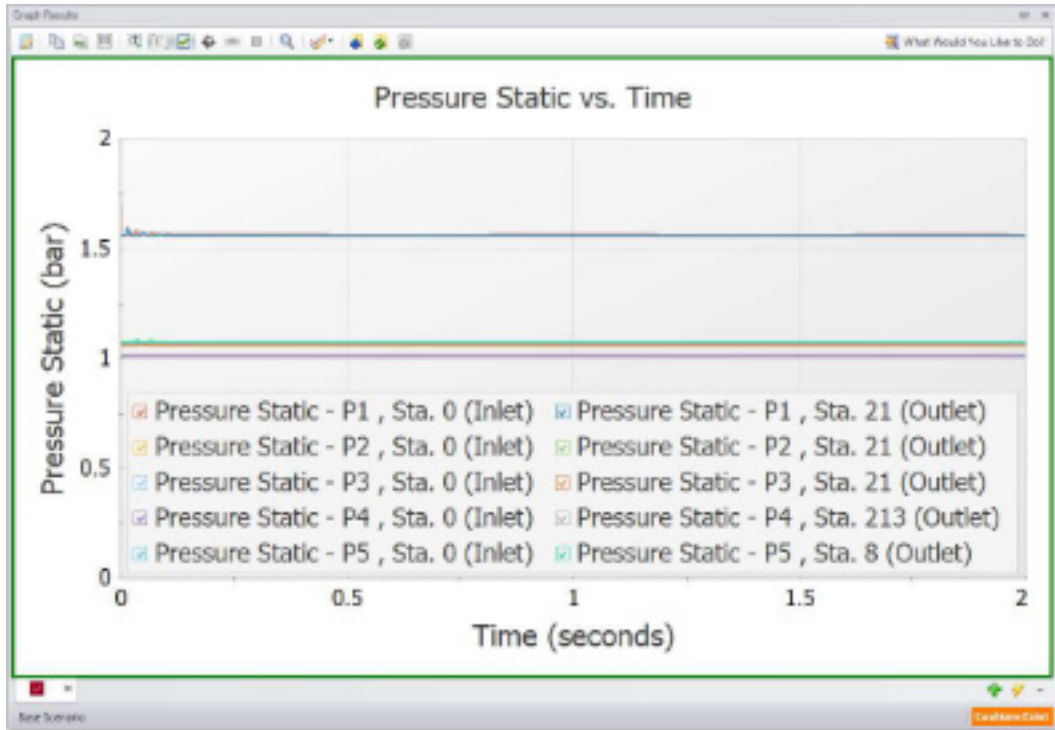 Graph Results
What Would You Like to Do?
Pressure Static vs. Time
Pressure Static (bar)
2
1.5
1
0.5
0
Pressure Static - P1 , Sta. 0 (Inlet) Pressure Static - P1 , Sta. 21 (Outlet)
Pressure Static - P2 , Sta. 0 (Inlet) Pressure Static - P2 , Sta. 21 (Outlet)
Pressure Static - P3 , Sta. 0 (Inlet) Pressure Static - P3 , Sta. 21 (Outlet)
Pressure Static - P4 , Sta. 0 (Inlet) Pressure Static - P4 , Sta. 213 (Outlet)
Pressure Static - P5 , Sta. 0 (Inlet) Pressure Static - P5 , Sta. 8 (Outlet)
0 0.5 1 1.5 2
Time (seconds)
Base Scenario
Cautions Exist